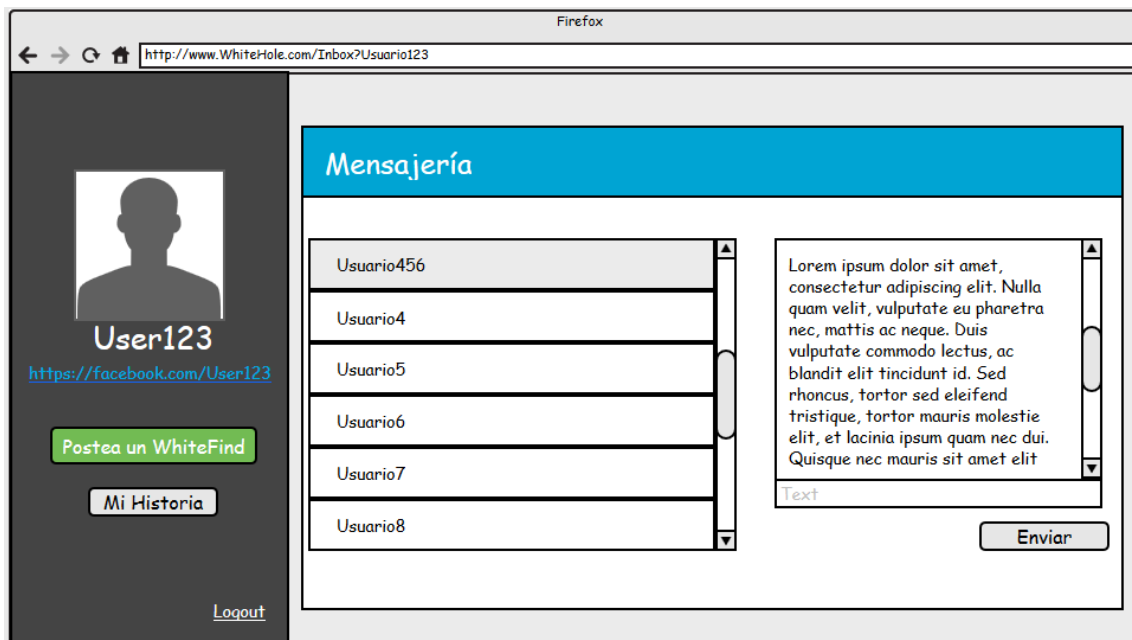 Firefox
http://www.WhiteHole.com/Inbox?Usuario123
User123
https://facebook.com/User123
Postea un WhiteFind
Mi Historia
Logout
Mensajería
Usuario456
Usuario4
Usuario5
Usuario6
Usuario7
Usuario8
Lorem ipsum dolor sit amet,
consectetur adipiscing elit. Nulla
quam velit, vulputate eu pharetra
nec, mattis ac neque. Duis
vulputate commodo lectus, ac
blandit elit tincidunt id. Sed
rhoncus, tortor sed eleifend
tristique, tortor mauris molestie
elit, et lacinia ipsum quam nec dui.
Quisque nec mauris sit amet elit
Text
Enviar